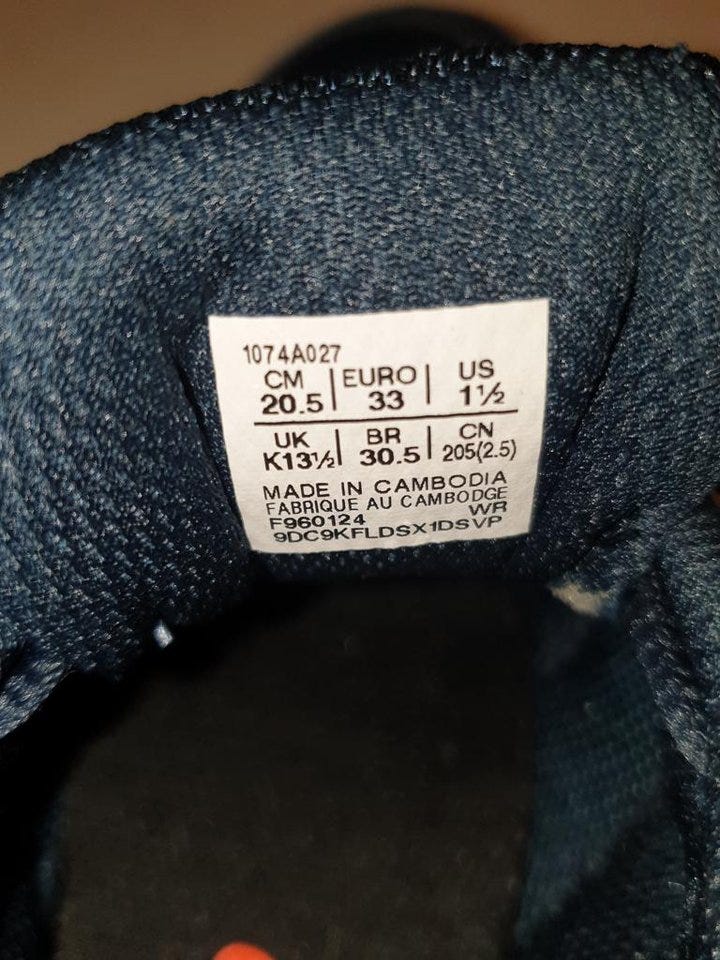 1074A027
CM | EURO | US
20.5 | 33 | 1½
UK | BR | CN
K13½ | 30.5 | 205(2.5)
MADE IN CAMBODIA
FABRIQUE AU CAMBODGE
F960124 WR
9DC9KFLDSX1DSVP